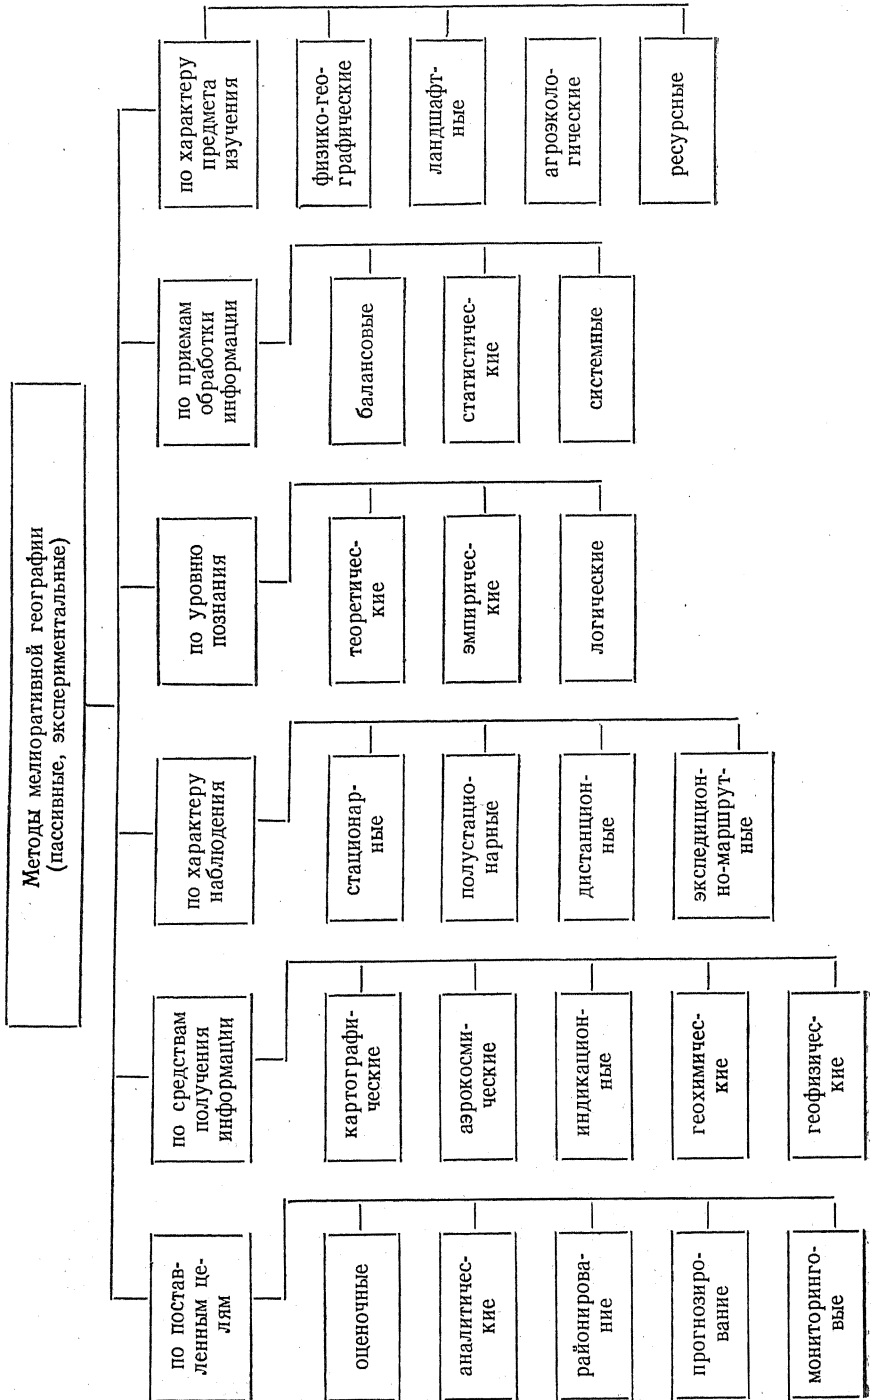 Методы мелиоративной географии
(пассивные, экспериментальные)
по постав-
ленным це-
лям
оценочные
аналитичес-
кие
районирова-
ние
прогнозиро-
вание
мониторинго-
вые
по средствам
получения
информации
картографи-
ческие
аэрокосми-
ческие
индикацион-
ные
геохимичес-
кие
геофизичес-
кие
по характеру
наблюдения
стационар-
ные
полустацио-
нарные
дистанцион-
ные
экспедицион-
но-маршрут-
ные
по уровню
познания
теоретичес-
кие
эмпиричес-
кие
логические
по приемам
обработки
информации
балансовые
статистичес-
кие
системные
по характеру
предмета
изучения
физико-гео-
графические
ландшафт-
ные
агроэколо-
гические
ресурсные